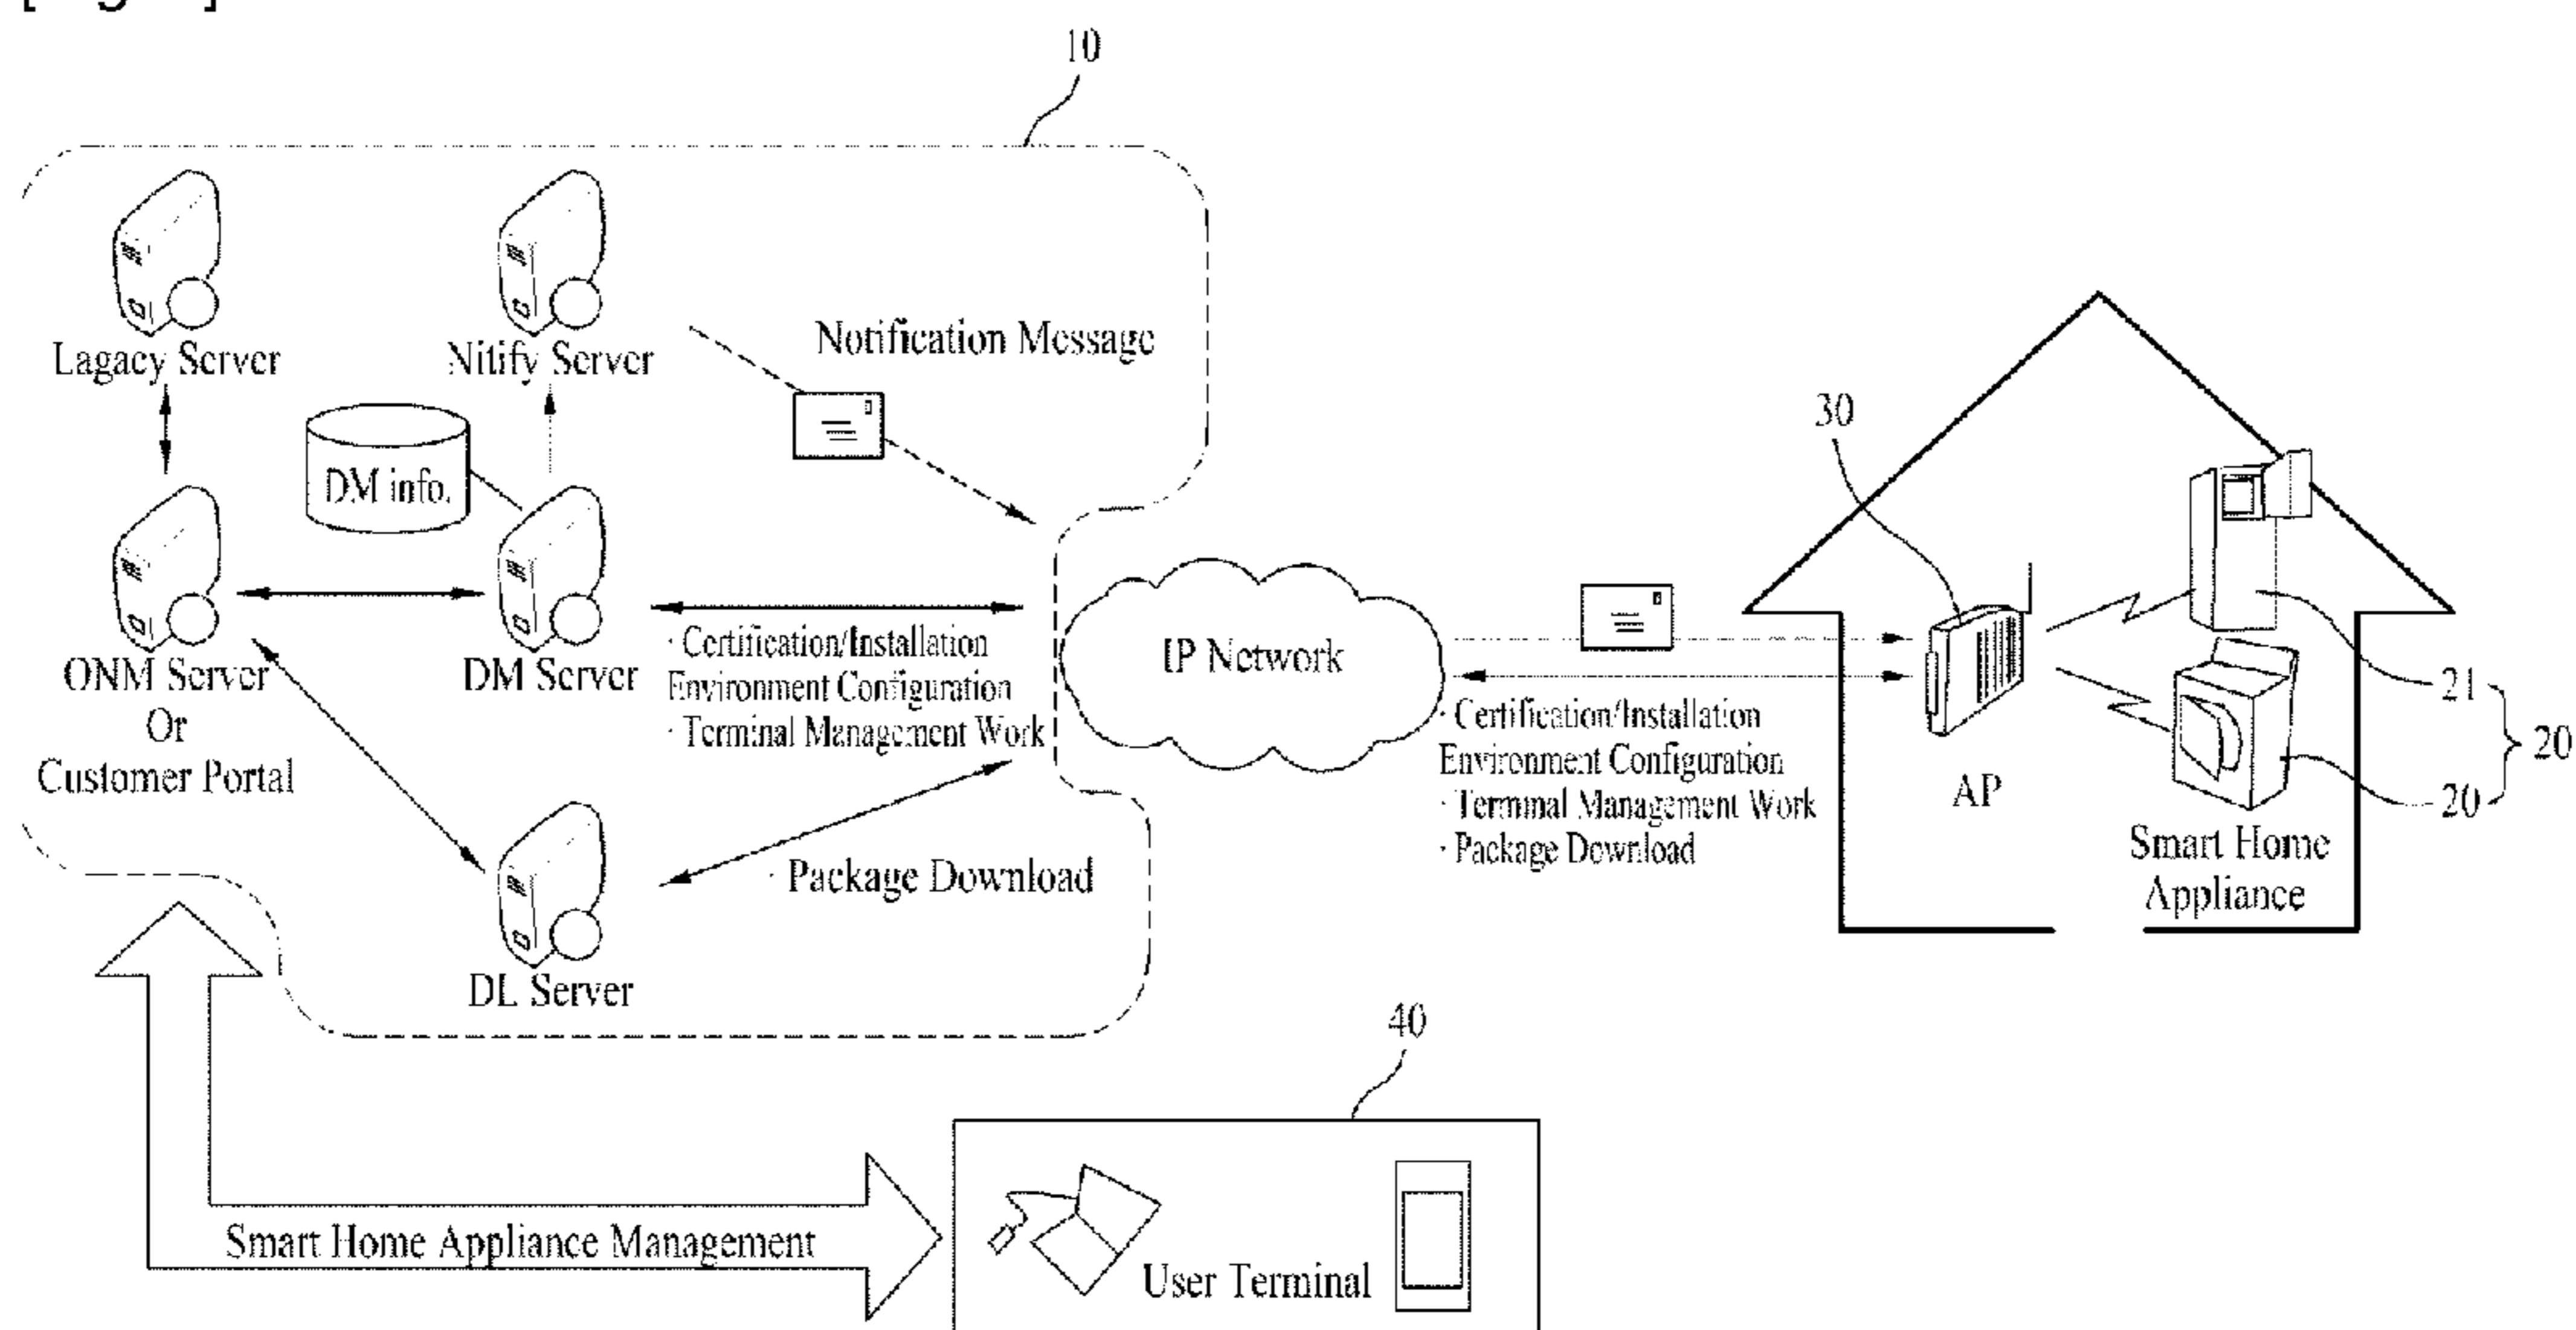 10
Lagacy Server
Nitify Server
Notification Message
DM info.
ONM Server
Or
Customer Portal
DM Server
· Certification/Installation
Environment Configuration
· Terminal Management Work
IP Network
· Package Download
DL Server
· Certification/Installation
Environment Configuration
· Terminal Management Work
· Package Download
30
AP
21
20
20
Smart Home
Appliance
Smart Home Appliance Management
40
User Terminal